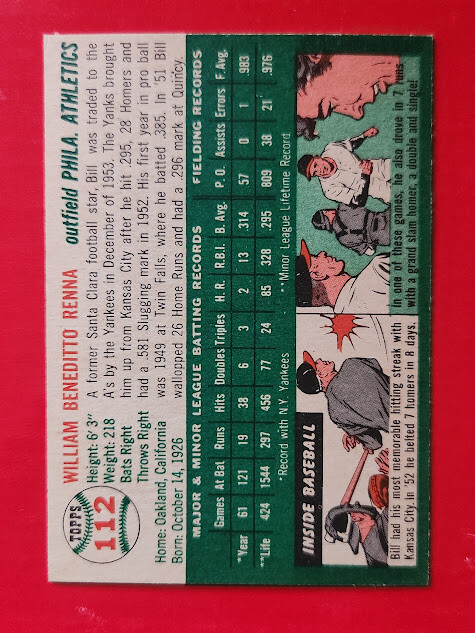 TOPPS
112
WILLIAM BENEDITTO RENNA outfield PHILA. ATHLETICS
Height: 6' 3"
Weight: 218
Bats Right
Throws Right
Home: Oakland, California
Born: October 14, 1926
A former Santa Clara football star, Bill was traded to the
A's by the Yankees in December of 1953. The Yanks brought
him up from Kansas City after he hit .295, 28 Homers and
had a .581 Slugging mark in 1952. His first year in pro ball
was 1949 at Twin Falls, where he batted .385. In '51 Bill
walloped 26 Home Runs and had a .296 mark at Quincy.
MAJOR & MINOR LEAGUE BATTING RECORDS FIELDING RECORDS
Games At Bat Runs Hits Doubles Triples H.R. R.B.I. B. Avg. P. O. Assists Errors F. Avg.
*Year 61 121 19 38 6 3 2 13 .314 57 0 1 .983
**Life 424 1544 297 456 77 24 85 328 .295 809 38 21 .976
*Record with N.Y. Yankees **Minor League Lifetime Record
INSIDE BASEBALL
Bill had his most memorable hitting streak with
Kansas City. In '52 he belted 7 homers in 8 days.
In one of these games, he also drove in 7 runs
with a grand slam homer, a double and single!